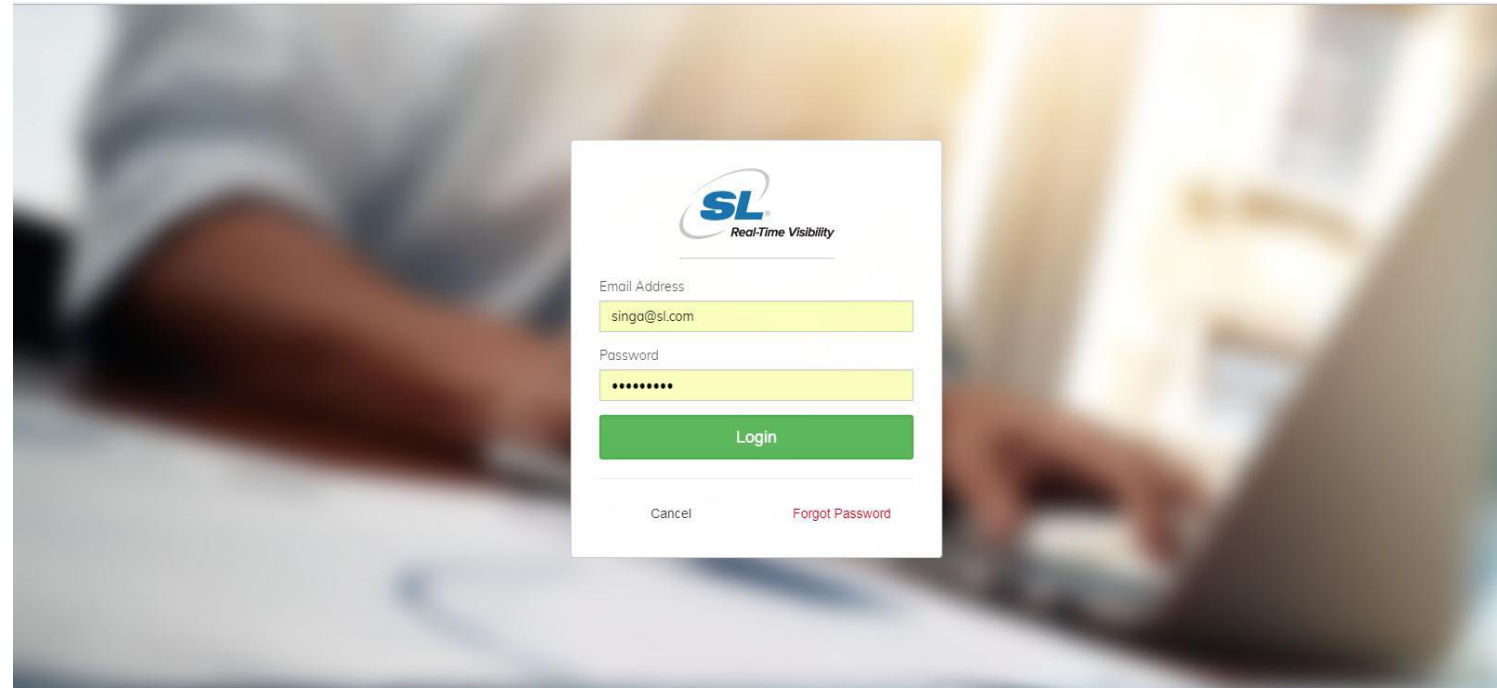 SL®
Real-Time Visibility
Email Address
singa@sl.com
Password
•••••••••
Login
Cancel
Forgot Password